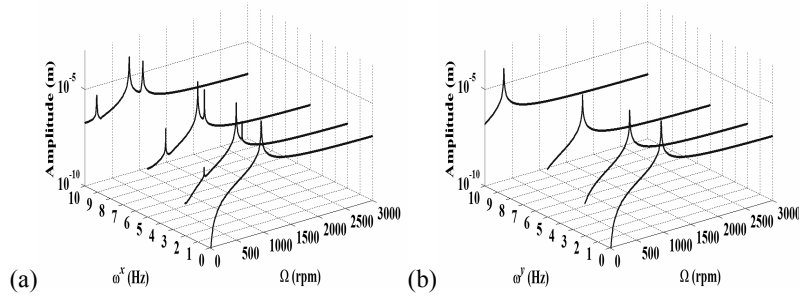 10^-5
Amplitude (m)
10^-10
10 9 8 7 6 5 4 3 2 1 0
0 500 1000 1500 2000 2500 3000
(a) ω^x (Hz) Ω (rpm)
10^-5
Amplitude (m)
10^-10
10 9 8 7 6 5 4 3 2 1 0
0 500 1000 1500 2000 2500 3000
(b) ω^y (Hz) Ω (rpm)